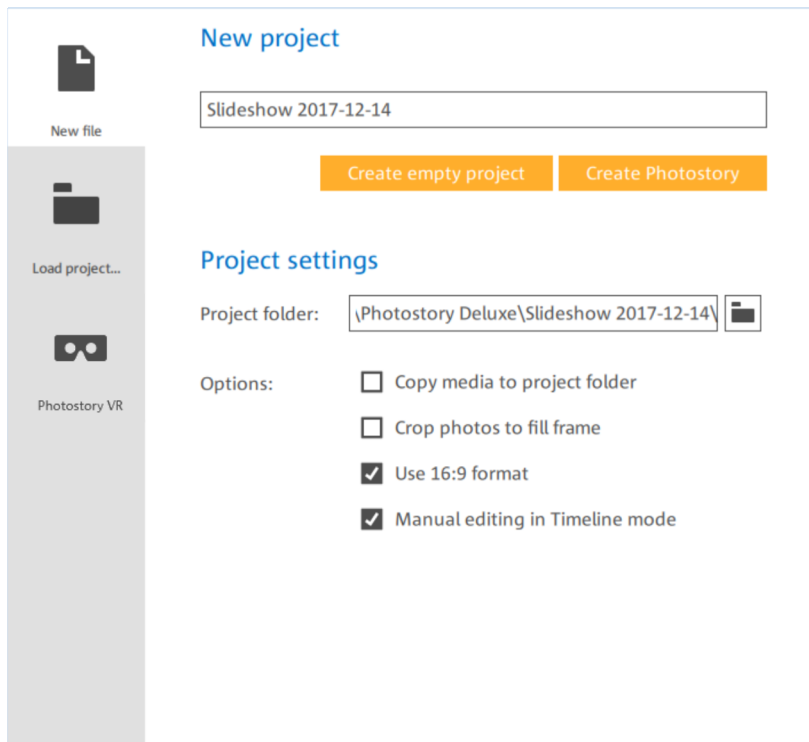 New file
Load project...
Photostory VR
New project
Slideshow 2017-12-14
Create empty project
Create Photostory
Project settings
Project folder:
\Photostory Deluxe\Slideshow 2017-12-14\
Options:
Copy media to project folder
Crop photos to fill frame
Use 16:9 format
Manual editing in Timeline mode